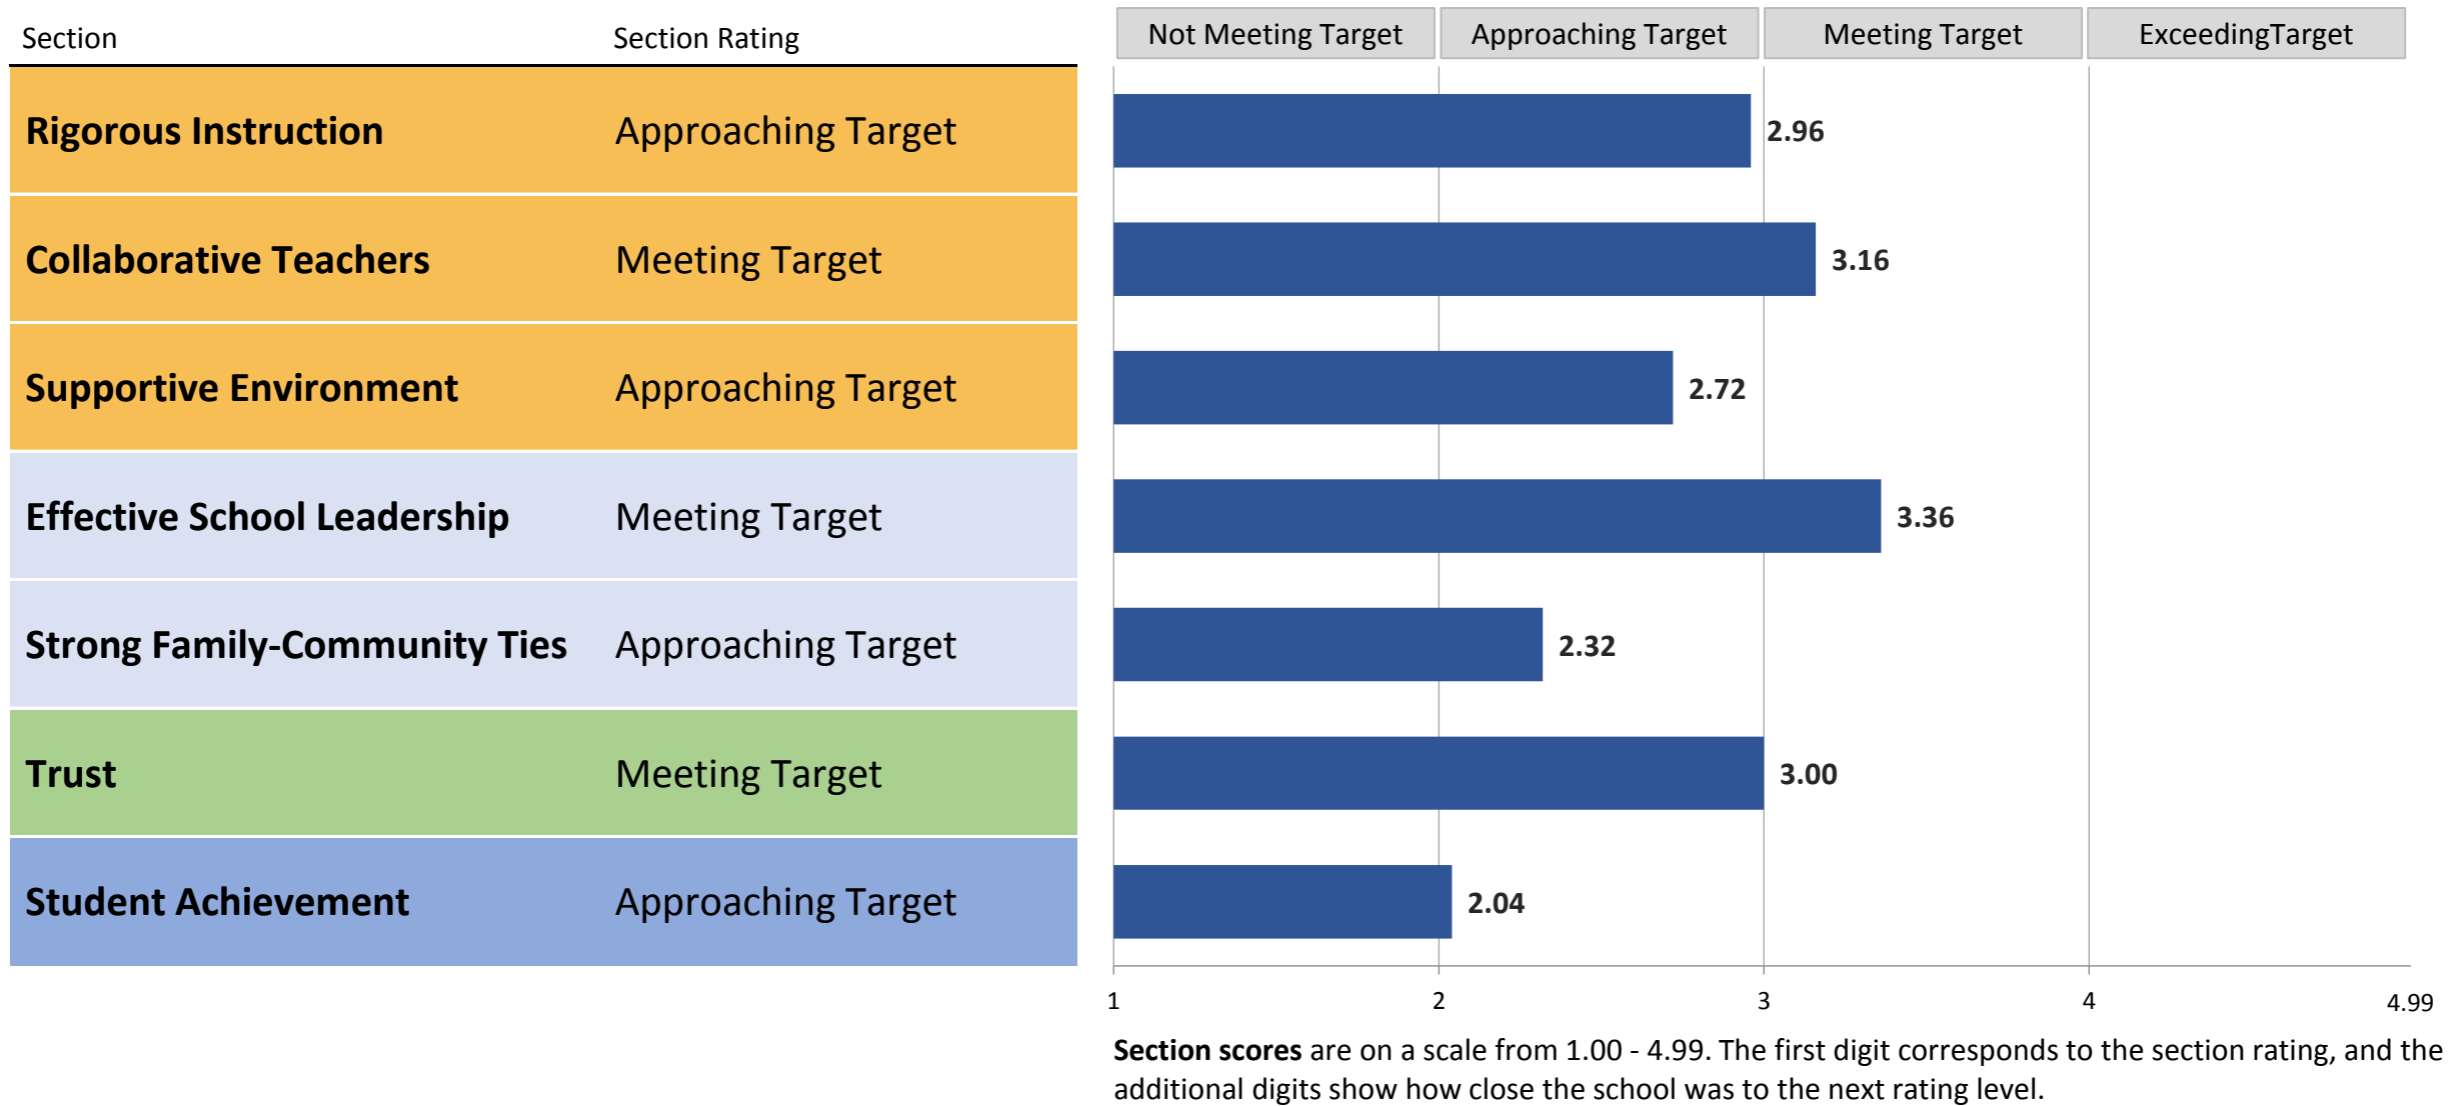 Section Section Rating Not Meeting Target Approaching Target Meeting Target ExceedingTarget
Rigorous Instruction Approaching Target 2.96
Collaborative Teachers Meeting Target 3.16
Supportive Environment Approaching Target 2.72
Effective School Leadership Meeting Target 3.36
Strong Family-Community Ties Approaching Target 2.32
Trust Meeting Target 3.00
Student Achievement Approaching Target 2.04
1 2 3 4 4.99
Section scores are on a scale from 1.00 - 4.99. The first digit corresponds to the section rating, and the
additional digits show how close the school was to the next rating level.